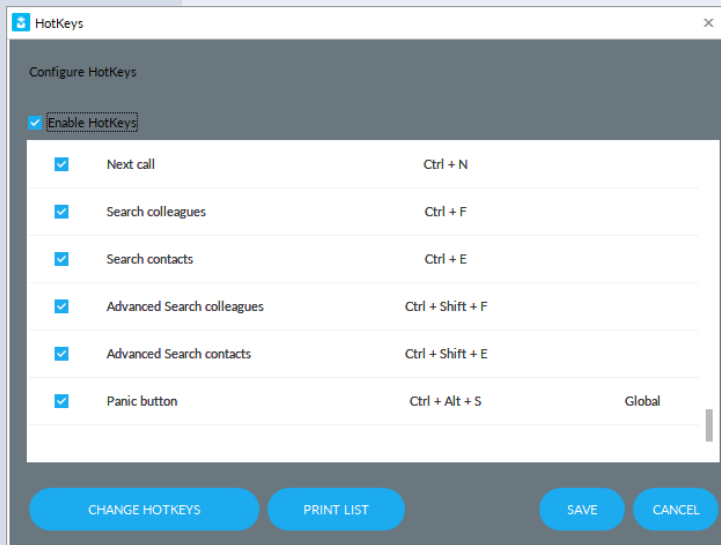 HotKeys
Configure HotKeys
Enable HotKeys
Next call Ctrl + N
Search colleagues Ctrl + F
Search contacts Ctrl + E
Advanced Search colleagues Ctrl + Shift + F
Advanced Search contacts Ctrl + Shift + E
Panic button Ctrl + Alt + S Global
CHANGE HOTKEYS PRINT LIST SAVE CANCEL